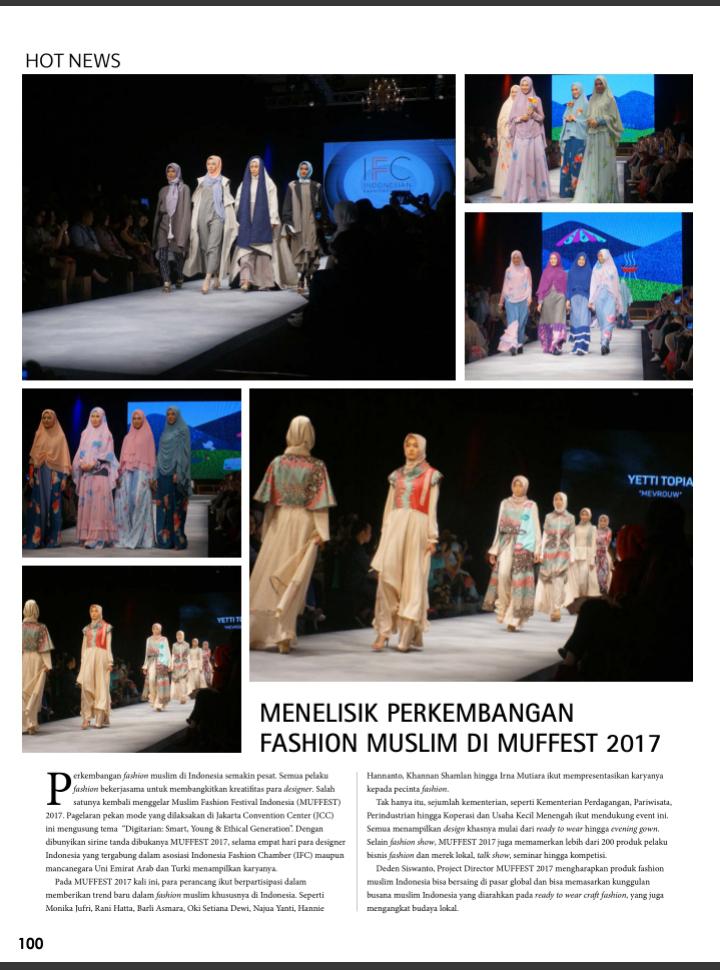 HOT NEWS
IFC
INDONESIAN
YETTI TOPIA
"MEVROUW"
YETTI TO
MENELISIK PERKEMBANGAN
FASHION MUSLIM DI MUFFEST 2017
Perkembangan fashion muslim di Indonesia semakin pesat. Semua pelaku
fashion bekerjasama untuk membangkitkan kreatifitas para designer. Salah
satunya kembali menggelar Muslim Fashion Festival Indonesia (MUFFEST)
2017. Pagelaran pekan mode yang dilaksakan di Jakarta Convention Center (JCC)
ini mengusung tema "Digitarian: Smart, Young & Ethical Generation". Dengan
dibunyikan sirine tanda dibukanya MUFFEST 2017, selama empat hari para designer
Indonesia yang tergabung dalam asosiasi Indonesia Fashion Chamber (IFC) maupun
mancanegara Uni Emirat Arab dan Turki menampilkan karyanya.
Pada MUFFEST 2017 kali ini, para perancang ikut berpartisipasi dalam
memberikan trend baru dalam fashion muslim khususnya di Indonesia. Seperti
Monika Jufri, Rani Hatta, Barli Asmara, Oki Setiana Dewi, Najua Yanti, Hannie
Hannanto, Khannan Shamlan hingga Irna Mutiara ikut mempresentasikan karyanya
kepada pecinta fashion.
Tak hanya itu, sejumlah kementerian, seperti Kementerian Perdagangan, Pariwisata,
Perindustrian hingga Koperasi dan Usaha Kecil Menengah ikut mendukung event ini.
Semua menampilkan design khasnya mulai dari ready to wear hingga evening gown.
Selain fashion show, MUFFEST 2017 juga memamerkan lebih dari 200 produk pelaku
bisnis fashion dan merek lokal, talk show, seminar hingga kompetisi.
Deden Siswanto, Project Director MUFFEST 2017 mengharapkan produk fashion
muslim Indonesia bisa bersaing di pasar global dan bisa memasarkan kunggulan
busana muslim Indonesia yang diarahkan pada ready to wear craft fashion, yang juga
mengangkat budaya lokal.
100